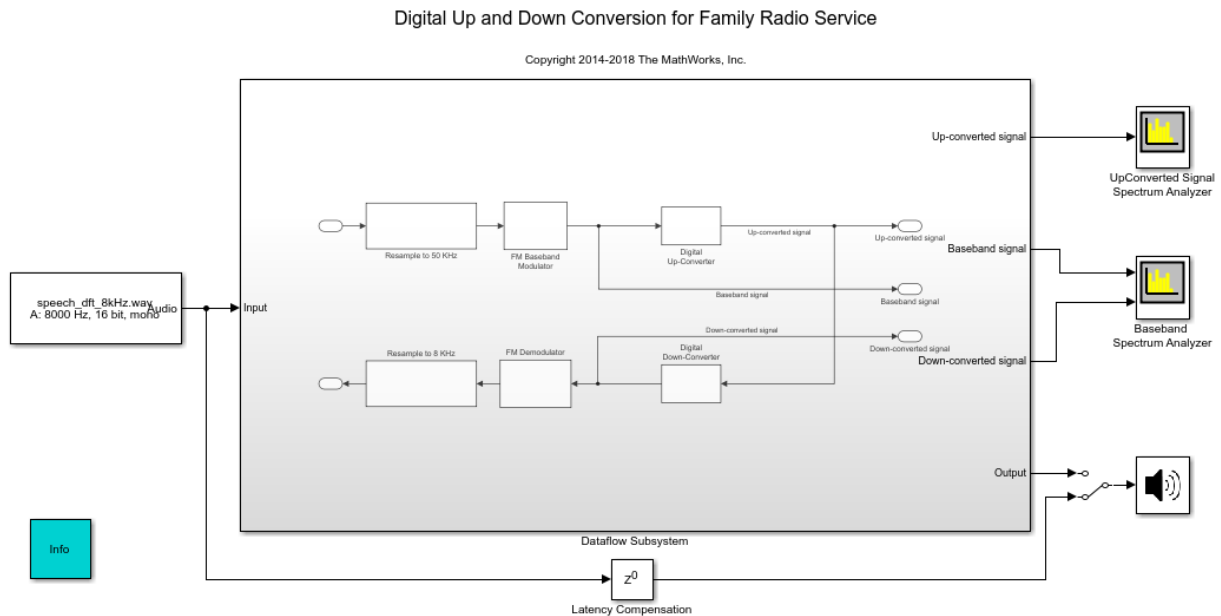 Digital Up and Down Conversion for Family Radio Service
Copyright 2014-2018 The MathWorks, Inc.
Up-converted signal
UpConverted Signal
Spectrum Analyzer
Resample to 50 KHz
FM Baseband
Modulator
Digital
Up-Converter
Up-converted signal
Up-converted signal
Baseband signal
Baseband signal
Baseband signal
Baseband
Spectrum Analyzer
speech_dft_8kHz.wav
A: 8000 Hz, 16 bit, mono
Audio
Input
Down-converted signal
Down-converted signal
Resample to 8 KHz
FM Demodulator
Digital
Down-Converter
Down-converted signal
Output
Dataflow Subsystem
Info
Z0
Latency Compensation